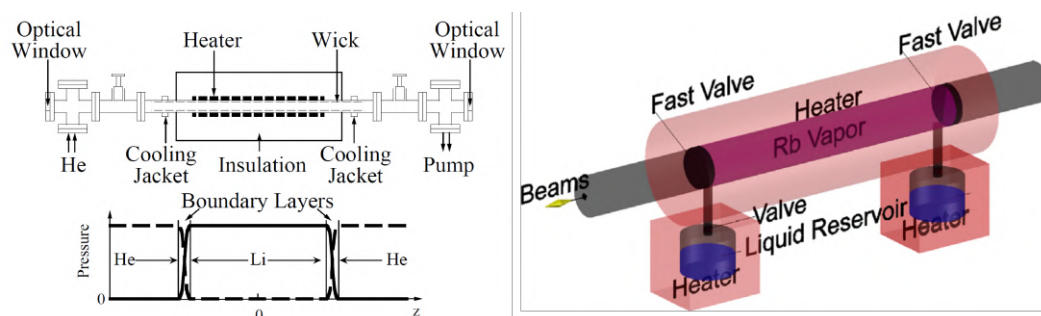 Optical
Window
Heater
Wick
Optical
Window
He
Cooling
Jacket
Insulation
Cooling
Jacket
Pump
Boundary Layers
Pressure
He
Li
He
0
0
z
Fast Valve
Fast Valve
Heater
Rb Vapor
Beams
Valve
Liquid Reservoir
Heater
Heater